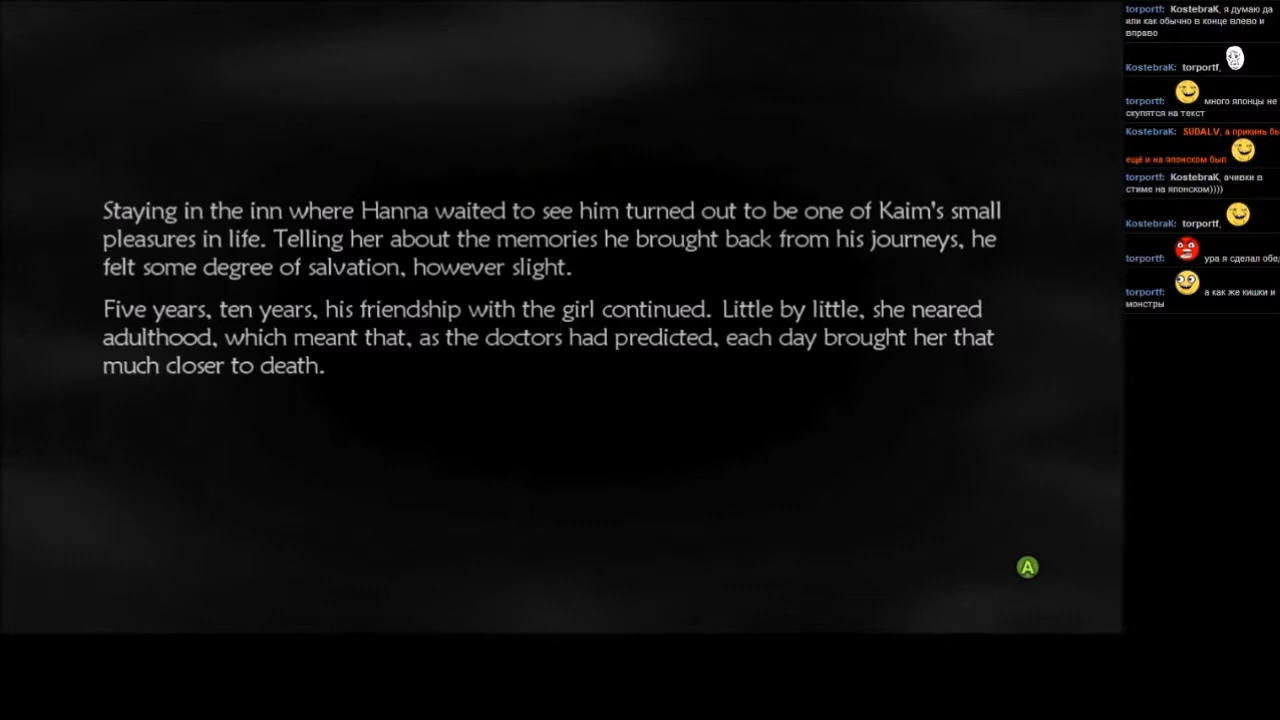 Staying in the inn where Hanna waited to see him turned out to be one of Kaim's small
pleasures in life. Telling her about the memories he brought back from his journeys, he
felt some degree of salvation, however slight.
Five years, ten years, his friendship with the girl continued. Little by little, she neared
adulthood, which meant that, as the doctors had predicted, each day brought her that
much closer to death.
A
torportf: KostebraK, я думаю да
или как обычно в конце влево и
вправо
KostebraK: torportf,
torportf: много японцы не
скупятся на текст
KostebraK: SUDALV, а прикинь бы
ещё и на японском был
torportf: KostebraK, ачивки в
стиме на японском))))
KostebraK: torportf,
torportf: ура я сделал
torportf: а как же кишки и
монстры